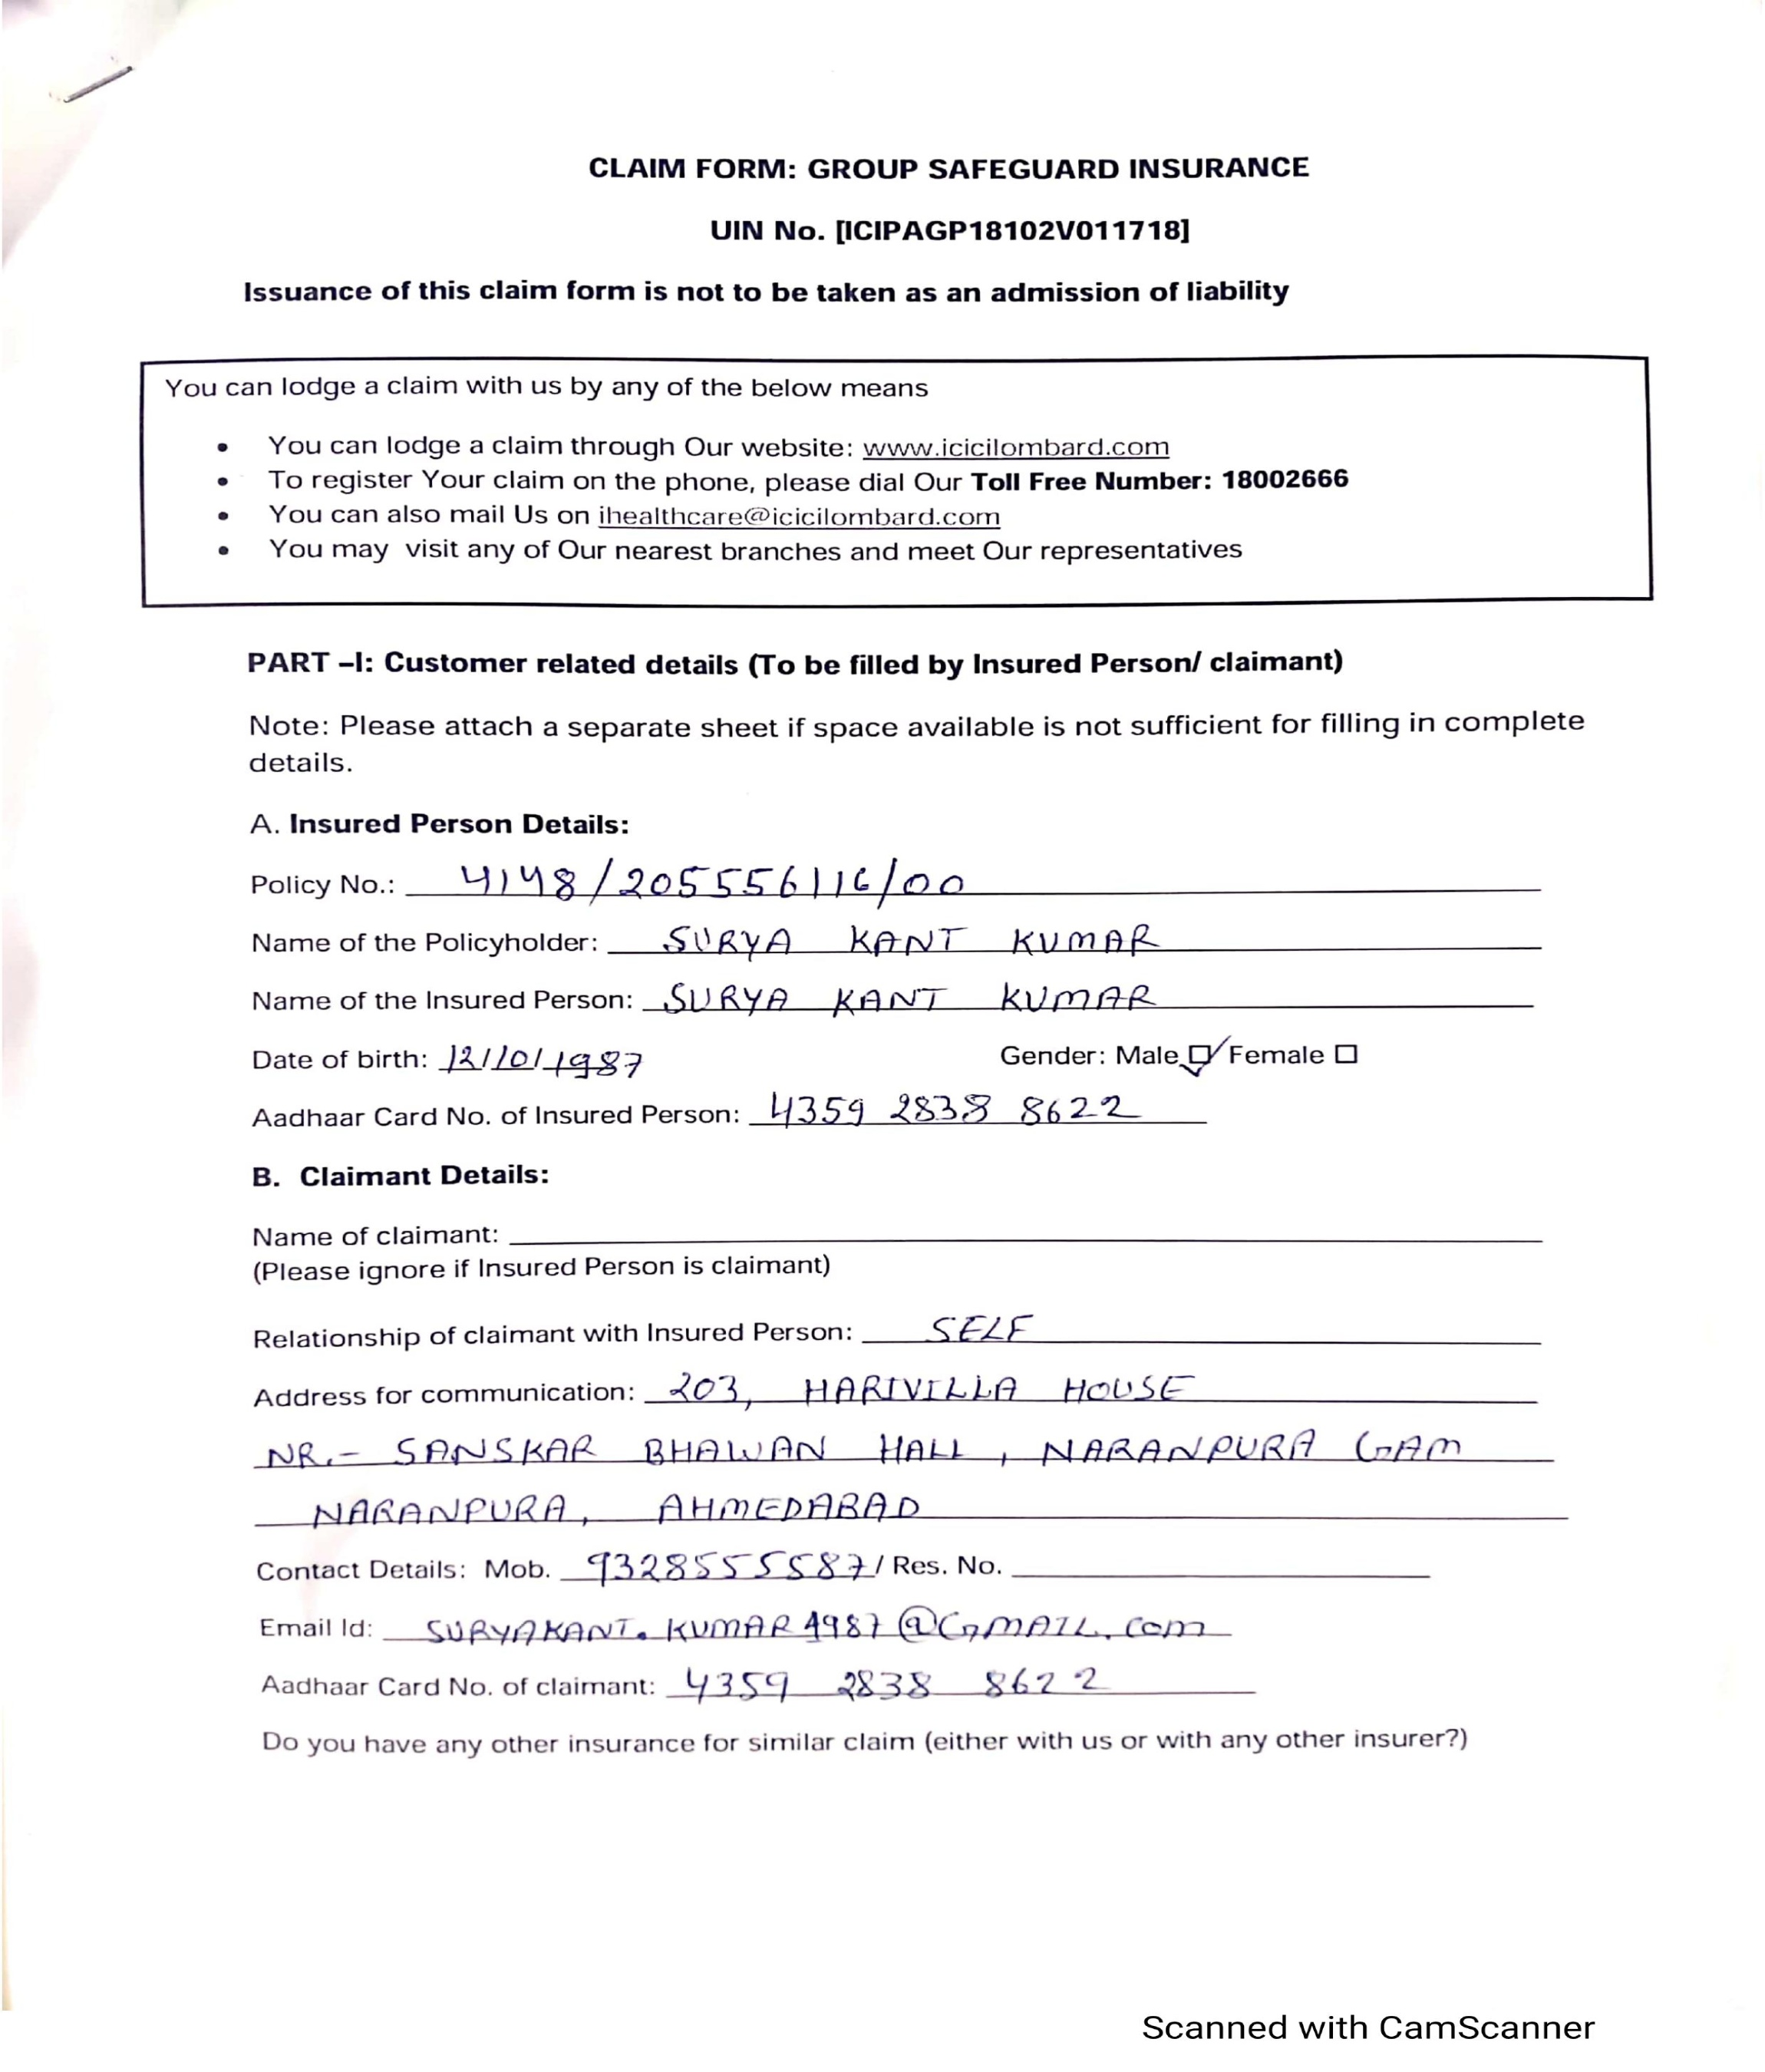 CLAIM FORM: GROUP SAFEGUARD INSURANCE
UIN No. [ICIPAGP18102V011718]
Issuance of this claim form is not to be taken as an admission of liability
You can lodge a claim with us by any of the below means
• You can lodge a claim through Our website: www.icicilombard.com
• To register Your claim on the phone, please dial Our Toll Free Number: 18002666
• You can also mail Us on ihealthcare@icicilombard.com
• You may visit any of Our nearest branches and meet Our representatives
PART –I: Customer related details (To be filled by Insured Person/ claimant)
Note: Please attach a separate sheet if space available is not sufficient for filling in complete
details.
A. Insured Person Details:
Policy No.: 4148/205556116/00
Name of the Policyholder: SURYA KANT KUMAR
Name of the Insured Person: SURYA KANT KUMAR
Date of birth: 12/10/1987 Gender: Male ☑ Female ☐
Aadhaar Card No. of Insured Person: 4359 2838 8622
B. Claimant Details:
Name of claimant:
(Please ignore if Insured Person is claimant)
Relationship of claimant with Insured Person: SELF
Address for communication: 203, HARIVILLA HOUSE
NR.- SANSKAR BHAWAN HALL, NARANPURA GAM
NARANPURA, AHMEDABAD
Contact Details: Mob. 9328555587/ Res. No.
Email Id: SURYAKANT.KUMAR1987@GMAIL.COM
Aadhaar Card No. of claimant: 4359 2838 8622
Do you have any other insurance for similar claim (either with us or with any other insurer?)
Scanned with CamScanner